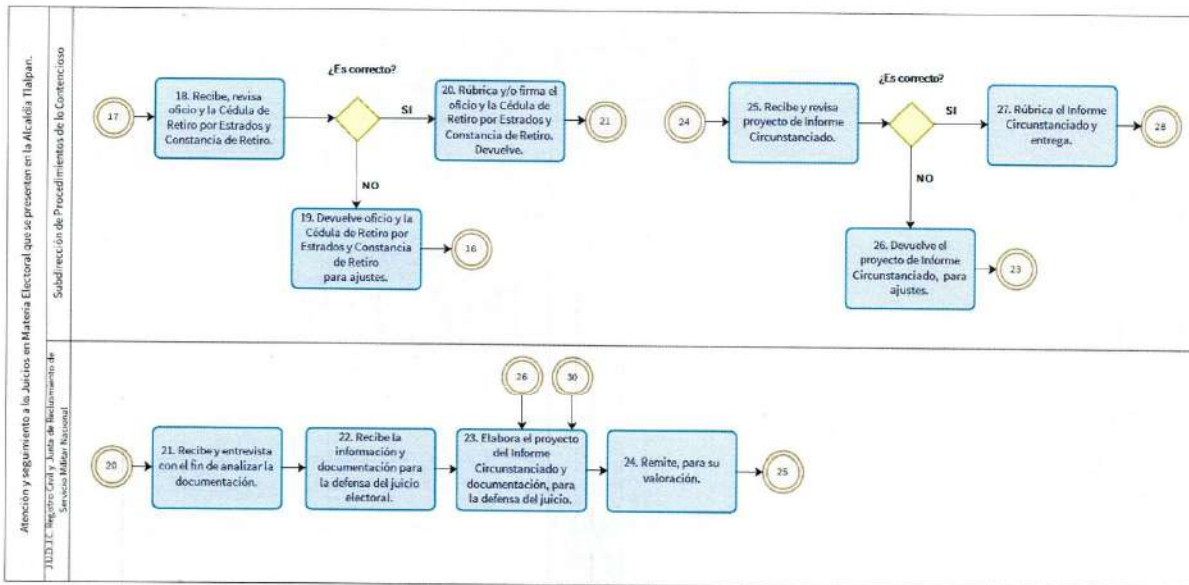 Atención y seguimiento a los Juicios en Materia Electoral que se presenten en la Alcaldía Tlalpan.
Subdirección de Procedimientos de lo Contencioso
17
18. Recibe, revisa
oficio y la Cédula de
Retiro por Estrados y
Constancia de Retiro.
¿Es correcto?
SI
20. Rúbrica y/o firma el
oficio y la Cédula de
Retiro por Estrados y
Constancia de Retiro.
Devuelve.
21
NO
19. Devuelve oficio y la
Cédula de Retiro por
Estrados y Constancia
de Retiro
para ajustes.
16
24
25. Recibe y revisa
proyecto de Informe
Circunstanciado.
¿Es correcto?
SI
27. Rúbrica el Informe
Circunstanciado y
entrega.
28
NO
26. Devuelve el
proyecto de Informe
Circunstanciado, para
ajustes.
23
J.U.D. J.C. Registro Civil y Junta de Reclutamiento de
Servicio Militar Nacional
20
21. Recibe y entrevista
con el fin de analizar la
documentación.
22. Recibe la
información y
documentación para
la defensa del juicio
electoral.
26
30
23. Elabora el proyecto
del Informe
Circunstanciado y
documentación, para
la defensa del juicio.
24. Remite, para su
valoración.
25